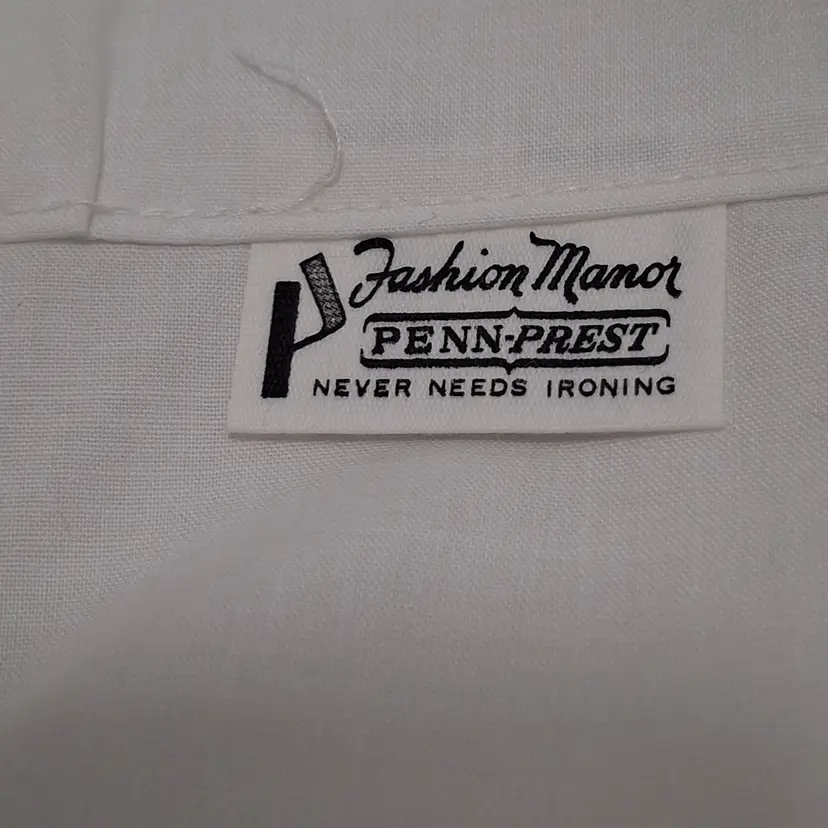 Fashion Manor
PENN-PREST
NEVER NEEDS IRONING